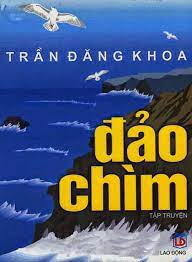 TRẦN ĐĂNG KHOA
đảo
chìm
TẬP TRUYỆN
LAO ĐỘNG